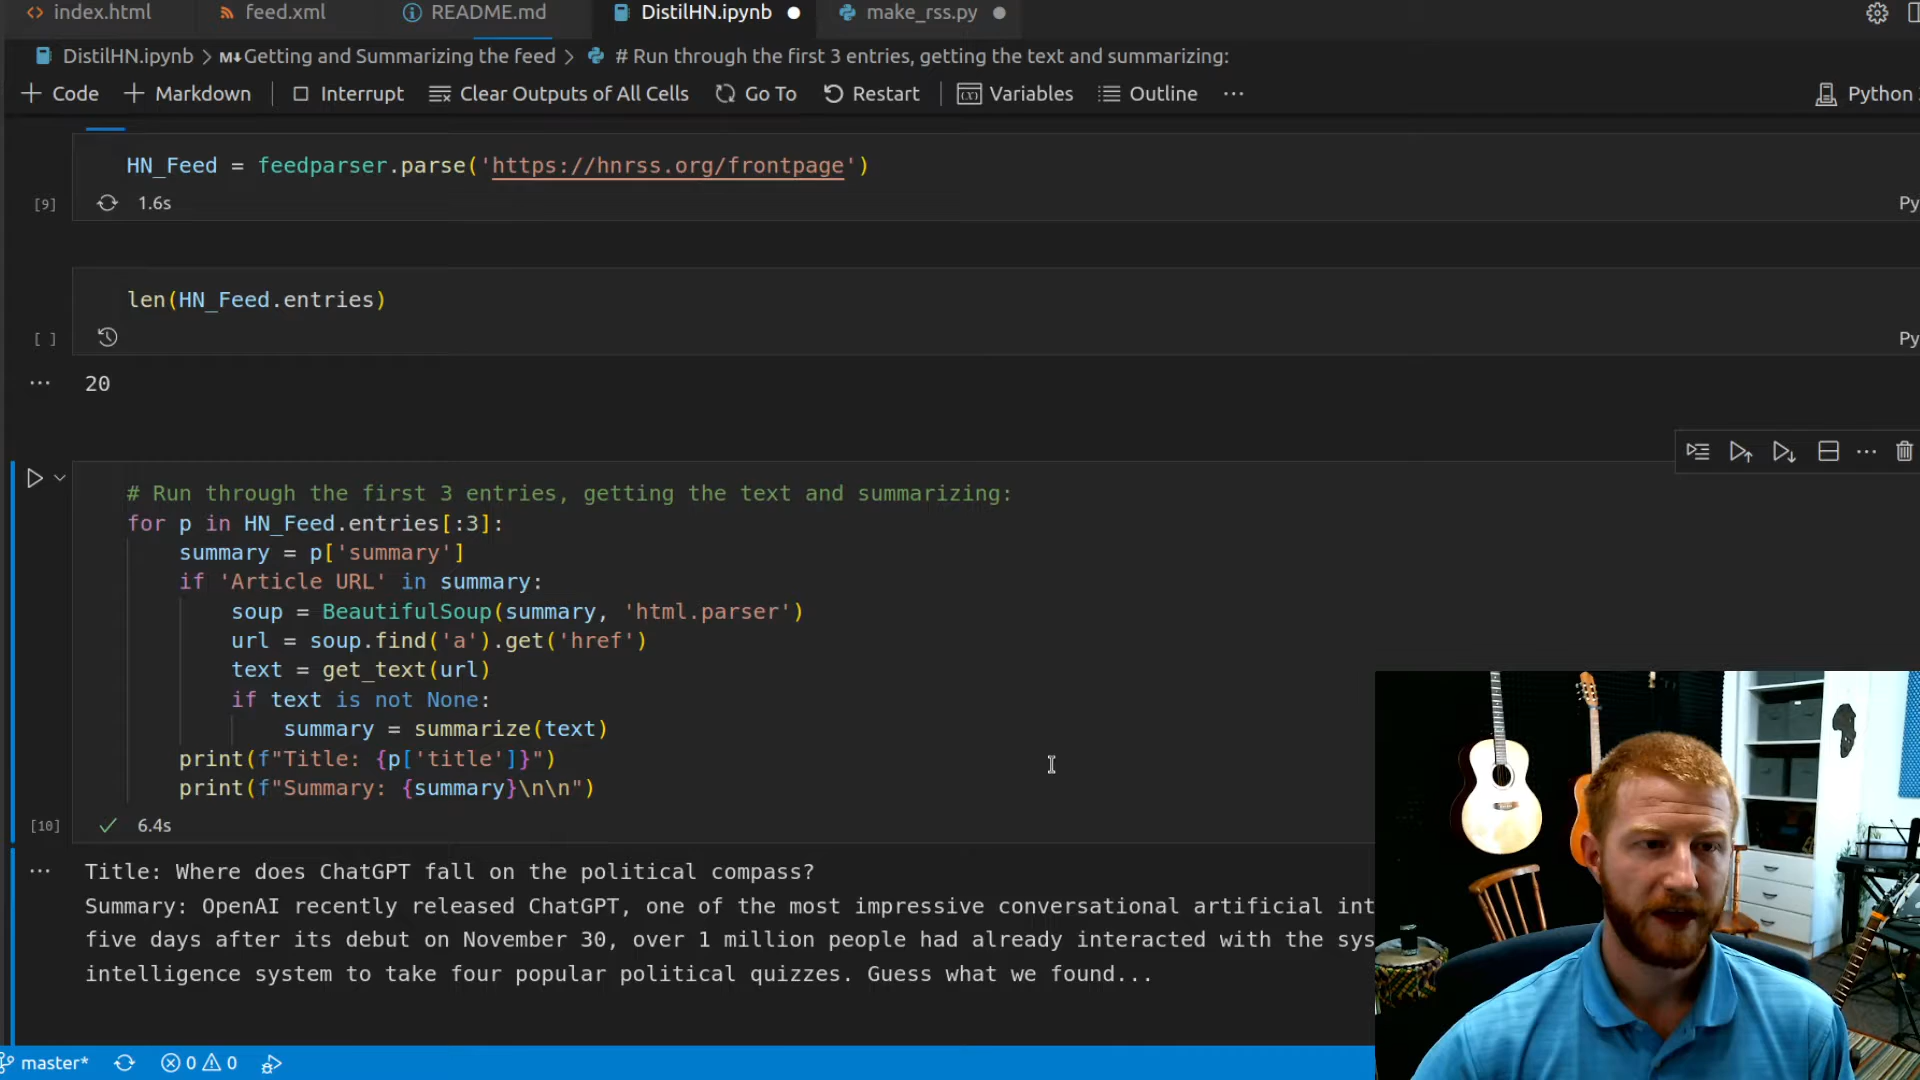 index.html feed.xml README.md DistilHN.ipynb make_rss.py
DistilHN.ipynb > M↓Getting and Summarizing the feed > # Run through the first 3 entries, getting the text and summarizing:
+ Code + Markdown Interrupt Clear Outputs of All Cells Go To Restart (x) Variables Outline ··· Python
HN_Feed = feedparser.parse('https://hnrss.org/frontpage')
[9] 1.6s Py
len(HN_Feed.entries)
[ ] Py
··· 20
# Run through the first 3 entries, getting the text and summarizing:
for p in HN_Feed.entries[:3]:
summary = p['summary']
if 'Article URL' in summary:
soup = BeautifulSoup(summary, 'html.parser')
url = soup.find('a').get('href')
text = get_text(url)
if text is not None:
summary = summarize(text)
print(f"Title: {p['title']}")
print(f"Summary: {summary}\n\n")
[10] 6.4s
··· Title: Where does ChatGPT fall on the political compass?
Summary: OpenAI recently released ChatGPT, one of the most impressive conversational artificial int
five days after its debut on November 30, over 1 million people had already interacted with the sys
intelligence system to take four popular political quizzes. Guess what we found...
master* 0 0